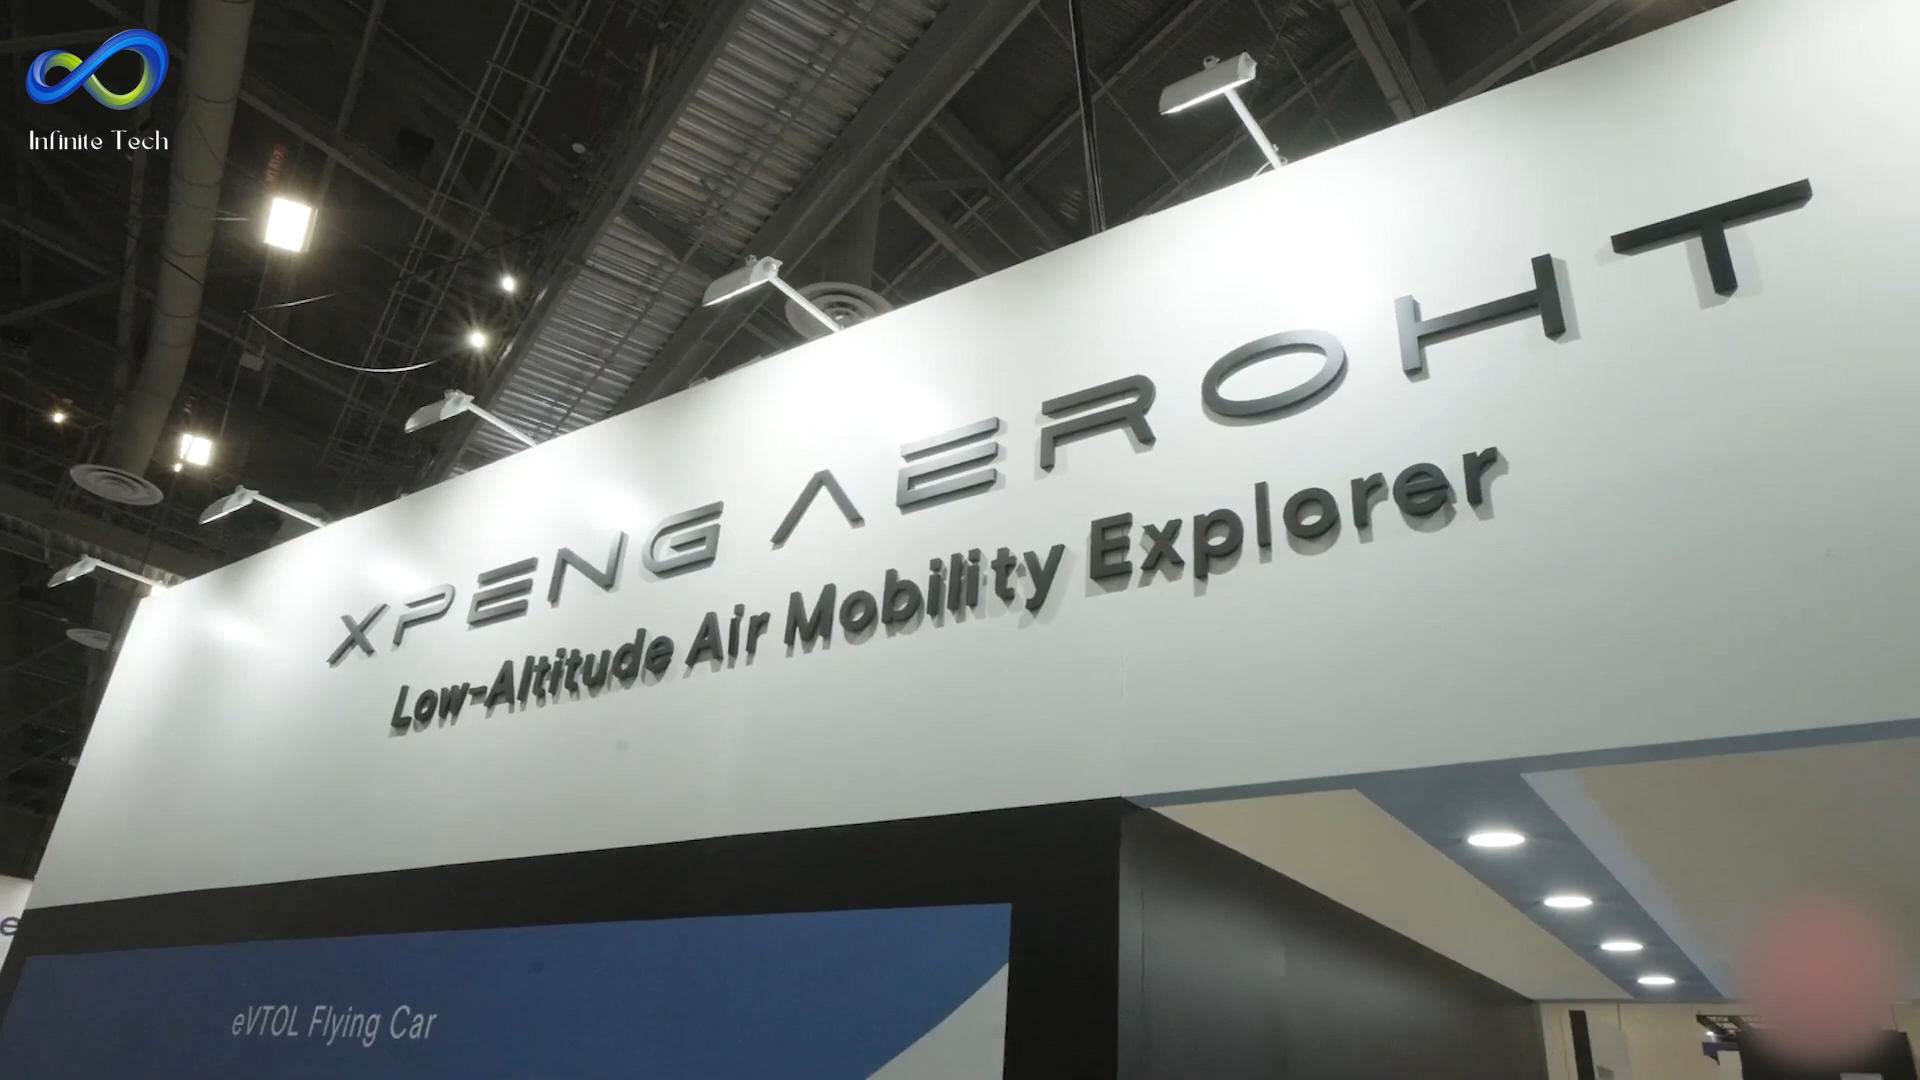 Infinite Tech
XPENG AEROHT
Low-Altitude Air Mobility Explorer
eVTOL Flying Car